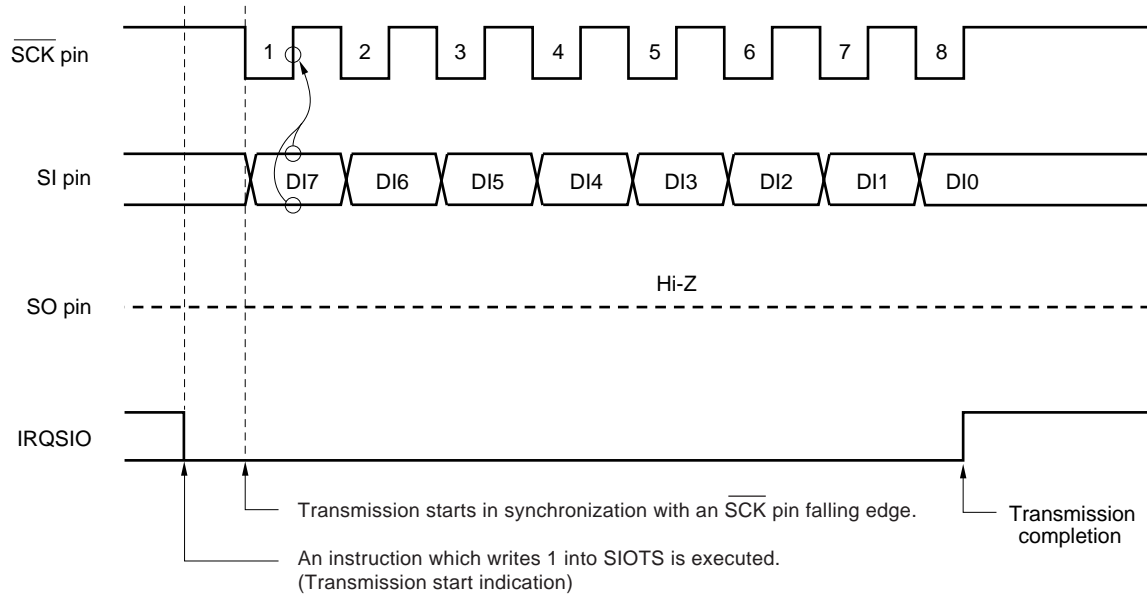 SCK pin
1 2 3 4 5 6 7 8
SI pin
DI7 DI6 DI5 DI4 DI3 DI2 DI1 DI0
Hi-Z
SO pin
IRQSIO
Transmission starts in synchronization with an SCK pin falling edge.
Transmission
completion
An instruction which writes 1 into SIOTS is executed.
(Transmission start indication)